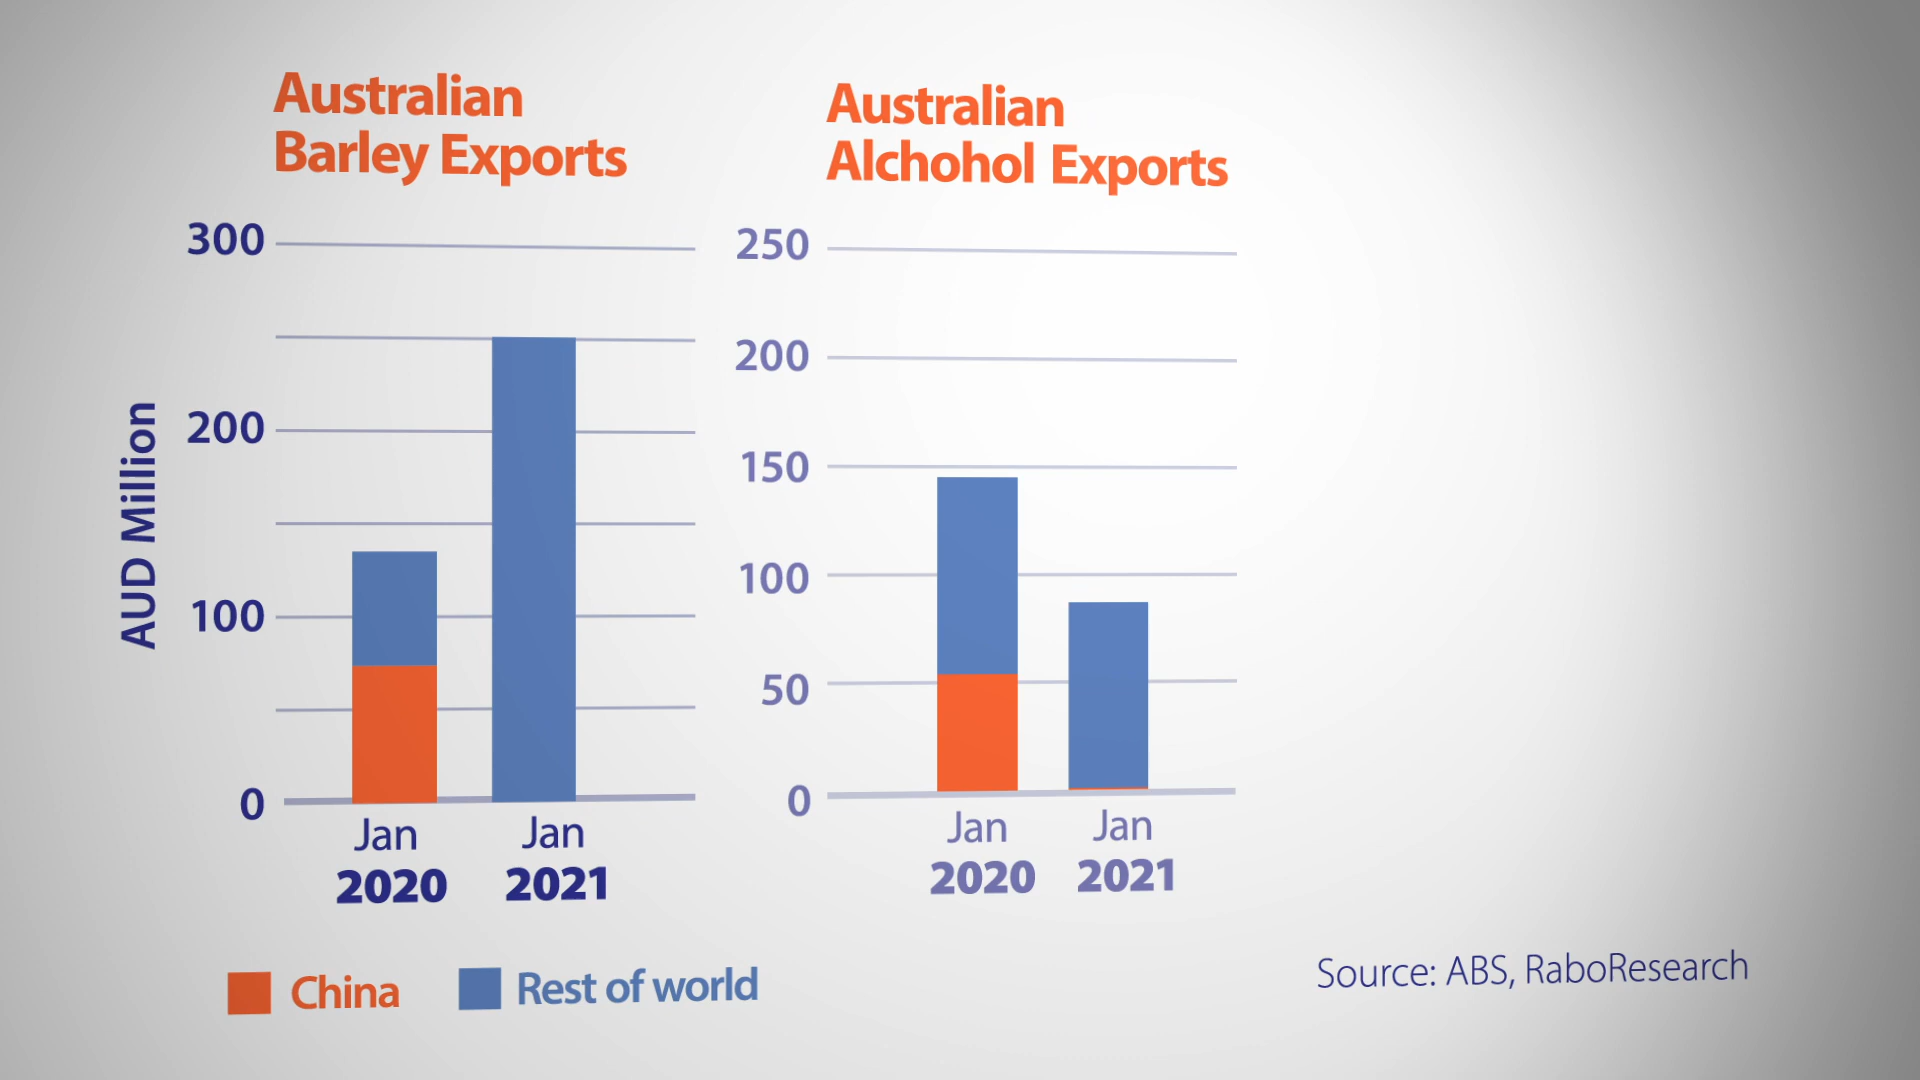 Australian
Barley Exports
300
200
100
0
AUD Million
Jan
2020
Jan
2021
Australian
Alchohol Exports
250
200
150
100
50
0
Jan
2020
Jan
2021
China
Rest of world
Source: ABS, RaboResearch